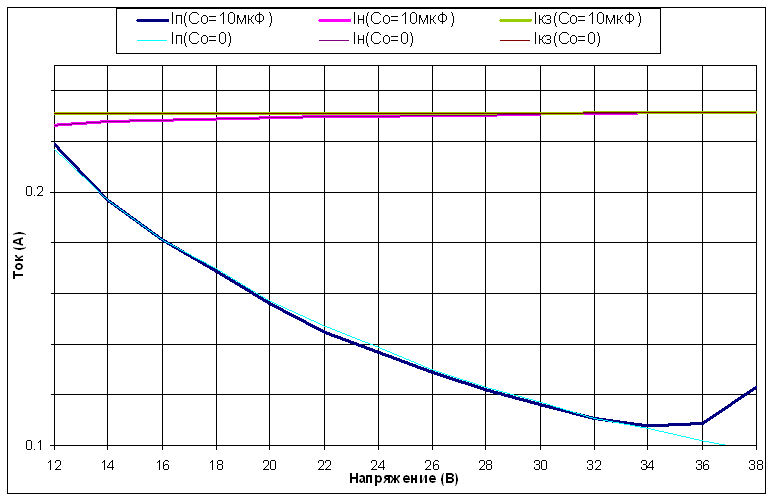 Iп(Co=10мкФ) Iн(Co=10мкФ) Iкз(Co=10мкФ)
Iп(Co=0) Iн(Co=0) Iкз(Co=0)
0.2
Ток (А)
0.1
12 14 16 18 20 22 24 26 28 30 32 34 36 38
Напряжение (В)